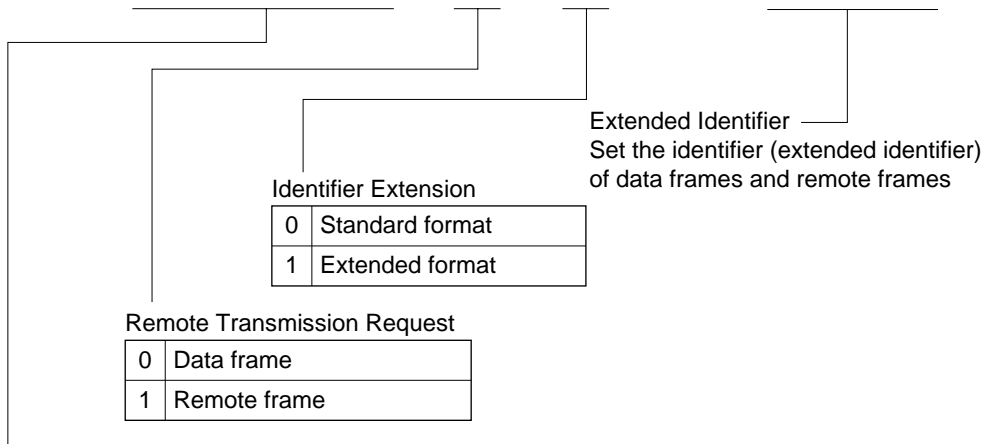 Extended Identifier
Set the identifier (extended identifier)
of data frames and remote frames
Identifier Extension
0 Standard format
1 Extended format
Remote Transmission Request
0 Data frame
1 Remote frame